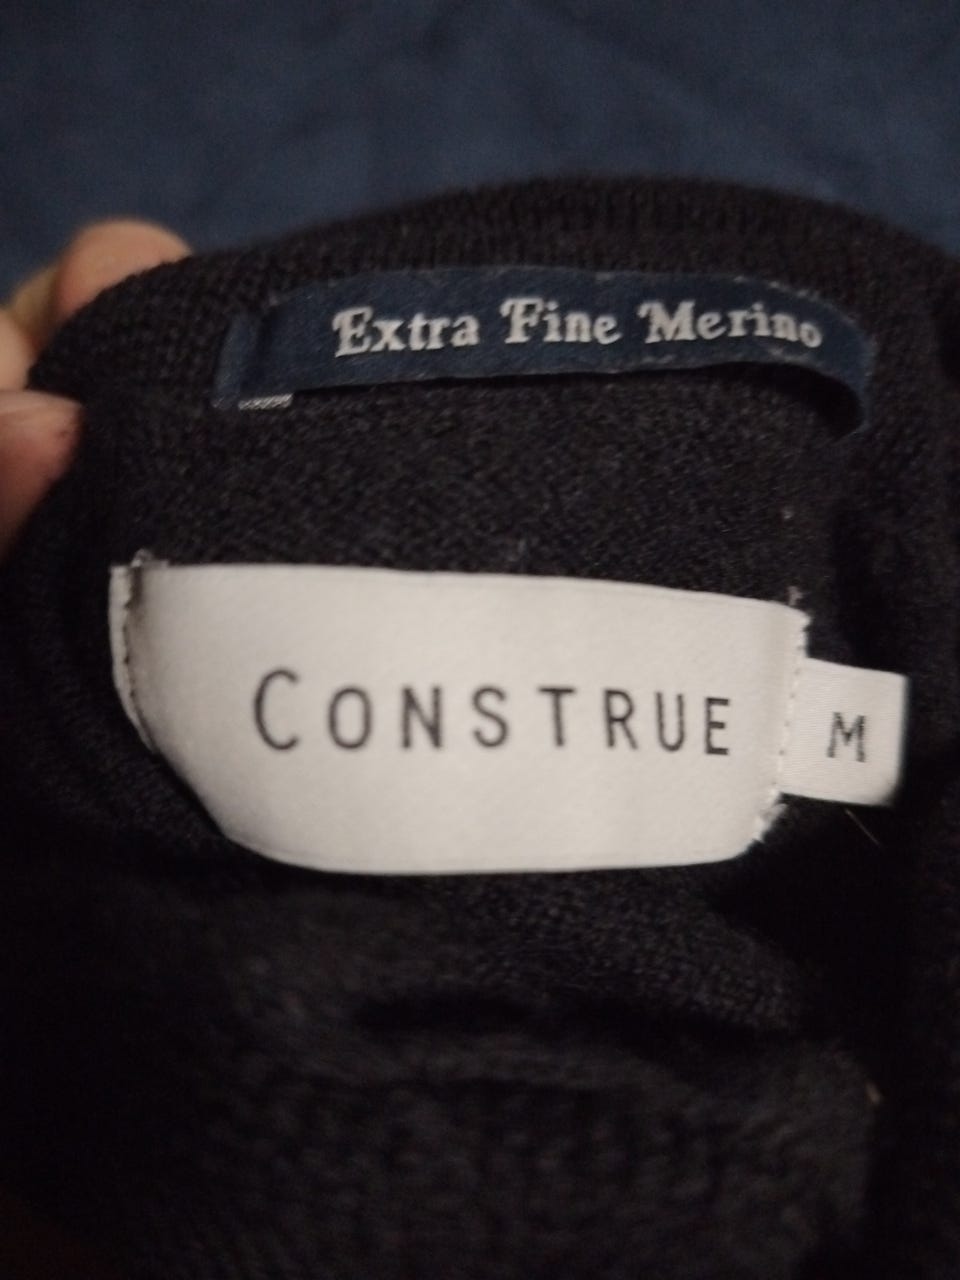 Extra Fine Merino
CONSTRUE
M